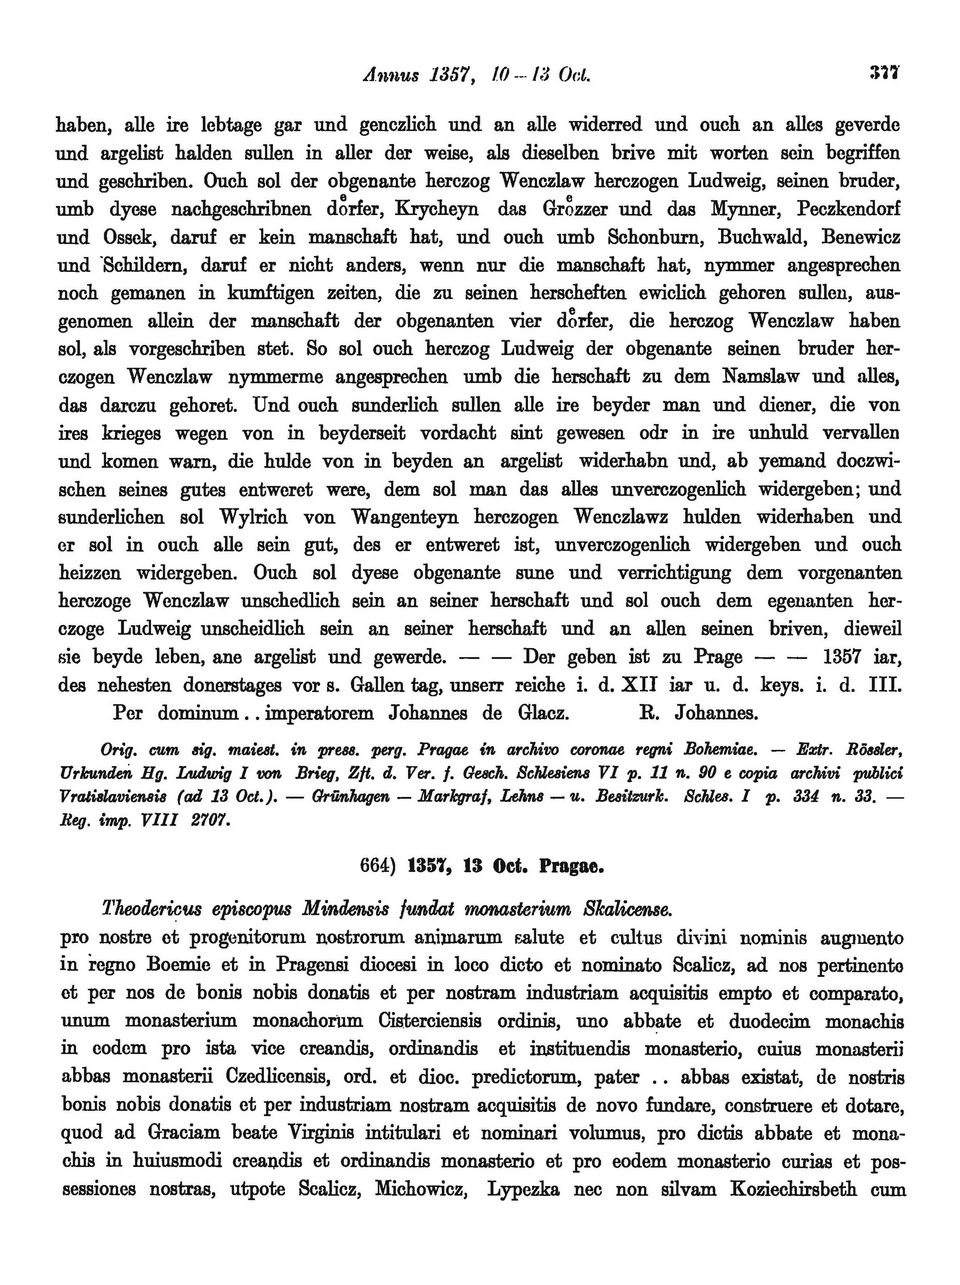 Annus 1357, 10 — 13 Oct. 377
haben, alle ire lebtage gar und genczlich und an alle widerred und ouch an alles geverde
und argelist halden sullen in aller der weise, als dieselben brive mit worten sein begriffen
und geschriben. Ouch sol der obgenante herczog Wenczlaw herczogen Ludweig, seinen bruder,
umb dyese nachgeschribnen doͤrfer, Krycheyn das Groͤzzer und das Mynner, Peczkendorf
und Ossek, daruf er kein manschaft hat, und ouch umb Schonburn, Buchwald, Benewicz
und Schildern, daruf er nicht anders, wenn nur die manschaft hat, nymmer angesprechen
noch gemanen in kumftigen zeiten, die zu seinen herscheften ewiclich gehoren sullen, aus-
genomen allein der manschaft der obgenanten vier doͤrfer, die herczog Wenczlaw haben
sol, als vorgeschriben stet. So sol ouch herczog Ludweig der obgenante seinen bruder her-
czogen Wenczlaw nymmerme angesprechen umb die herschaft zu dem Namslaw und alles,
das darczu gehoret. Und ouch sunderlich sullen alle ire beyder man und diener, die von
ires krieges wegen von in beyderseit vordacht sint gewesen odr in ire unhuld vervallen
und komen warn, die hulde von in beyden an argelist widerhabn und, ab yemand doczwi-
schen seines gutes entweret were, dem sol man das alles unverczogenlich widergeben; und
sunderlichen sol Wylrich von Wangenteyn herczogen Wenczlawz hulden widerhaben und
er sol in ouch alle sein gut, des er entweret ist, unverczogenlich widergeben und ouch
heizzen widergeben. Ouch sol dyese obgenante sune und verrichtigung dem vorgenanten
herczoge Wenczlaw unschedlich sein an seiner herschaft und sol ouch dem egenanten her-
czoge Ludweig unscheidlich sein an seiner herschaft und an allen seinen briven, dieweil
sie beyde leben, ane argelist und gewerde. — — Der geben ist zu Prage — — 1357 iar,
des nehesten donerstages vor s. Gallen tag, unserr reiche i. d. XII iar u. d. keys. i. d. III.
Per dominum . . imperatorem Johannes de Glacz. R. Johannes.
Orig. cum sig. maiest. in press. perg. Pragae in archivo coronae regni Bohemiae. — Extr. Rössler,
Urkunden Hg. Ludwig I von Brieg, Zft. d. Ver. f. Gesch. Schlesiens VI p. 11 n. 90 e copia archivi publici
Vratislaviensis (ad 13 Oct.). — Grünhagen — Markgraf, Lehns — u. Besitzurk. Schles. I p. 334 n. 33. —
Reg. imp. VIII 2707.
664) 1357, 13 Oct. Pragae.
Theodericus episcopus Mindensis fundat monasterium Skalicense.
pro nostre et progenitorum nostrorum animarum salute et cultus divini nominis augmento
in regno Boemie et in Pragensi diocesi in loco dicto et nominato Scalicz, ad nos pertinente
et per nos de bonis nobis donatis et per nostram industriam acquisitis empto et comparato,
unum monasterium monachorum Cisterciensis ordinis, uno abbate et duodecim monachis
in eodem pro ista vice creandis, ordinandis et instituendis monasterio, cuius monasterii
abbas monasterii Czedlicensis, ord. et dioc. predictorum, pater . . abbas existat, de nostris
bonis nobis donatis et per industriam nostram acquisitis de novo fundare, construere et dotare,
quod ad Graciam beate Virginis intitulari et nominari volumus, pro dictis abbate et mona-
chis in huiusmodi creandis et ordinandis monasterio et pro eodem monasterio curias et pos-
sessiones nostras, utpote Scalicz, Michowicz, Lypezka nec non silvam Koziechirsbeth cum